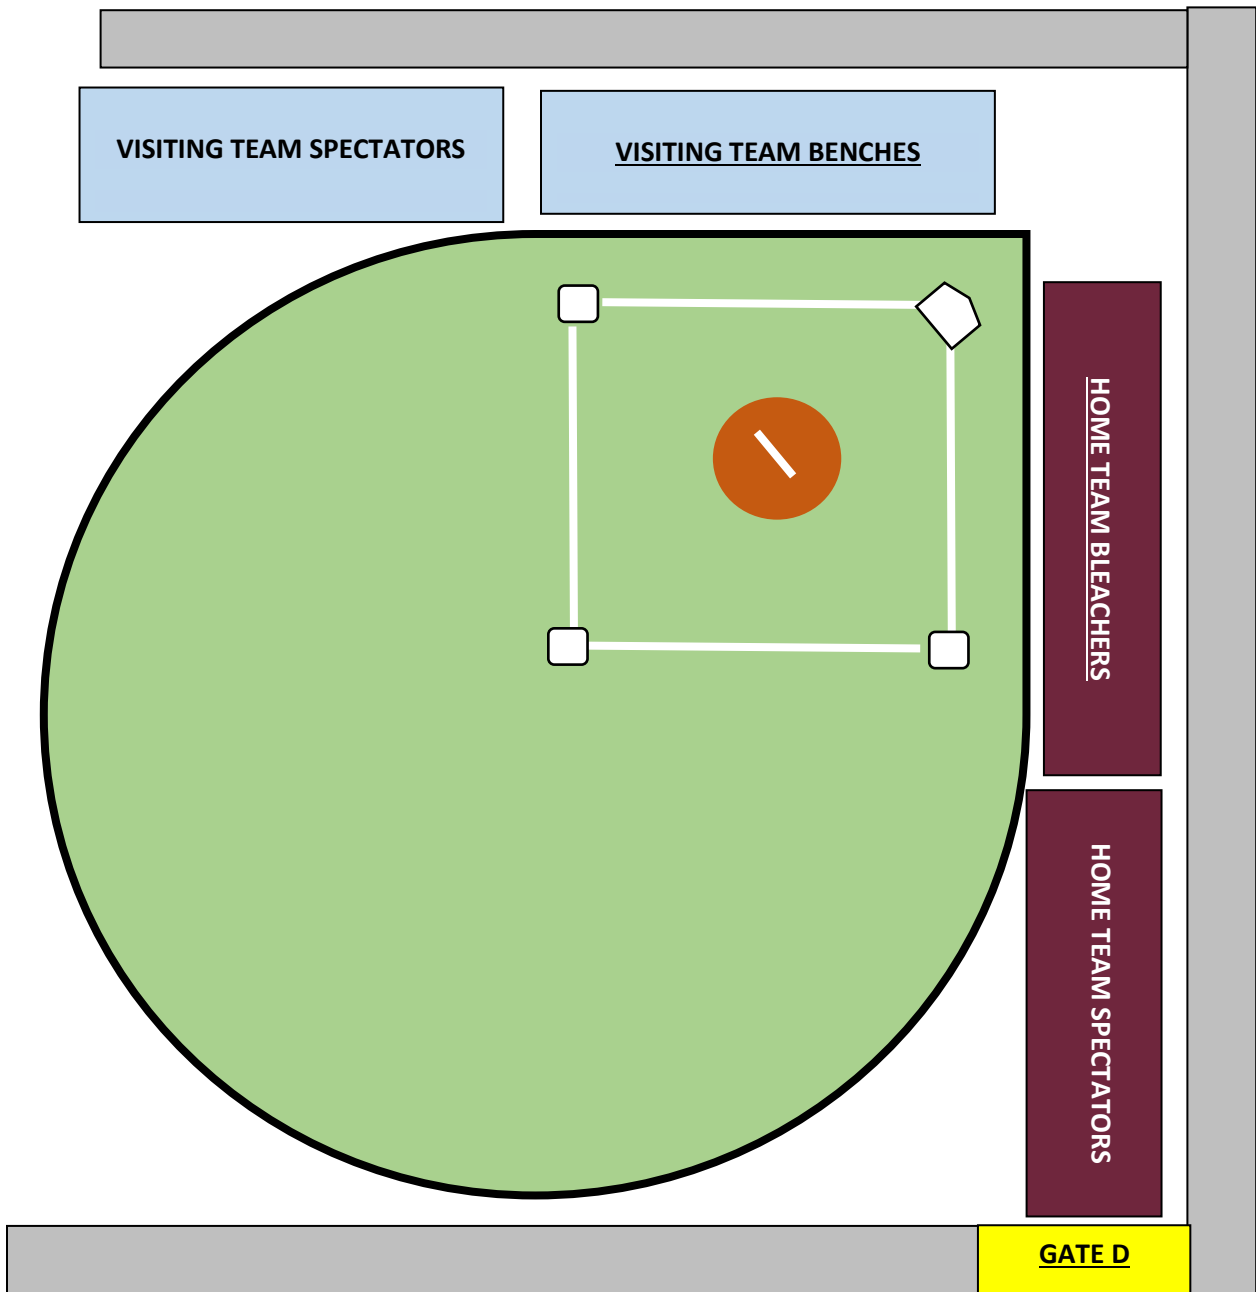 VISITING TEAM SPECTATORS
VISITING TEAM BENCHES
HOME TEAM BLEACHERS
HOME TEAM SPECTATORS
GATE D